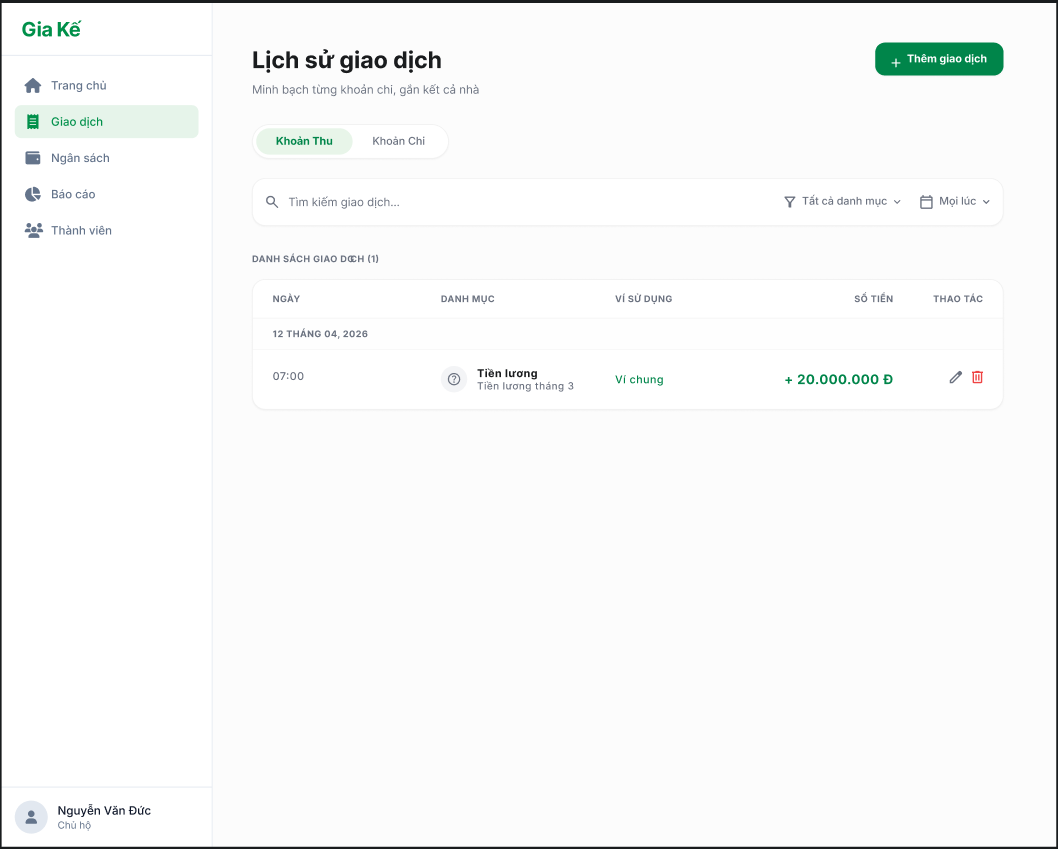 Gia Kế
Trang chủ
Giao dịch
Ngân sách
Báo cáo
Thành viên
Nguyễn Văn Đức
Chủ hộ
Lịch sử giao dịch
Minh bạch từng khoản chi, gắn kết cả nhà
+ Thêm giao dịch
Khoản Thu
Khoản Chi
Tìm kiếm giao dịch...
Tất cả danh mục
Mọi lúc
DANH SÁCH GIAO DỊCH (1)
NGÀY DANH MỤC VÍ SỬ DỤNG SỐ TIỀN THAO TÁC
12 THÁNG 04, 2026
07:00
Tiền lương
Tiền lương tháng 3
Ví chung
+ 20.000.000 Đ